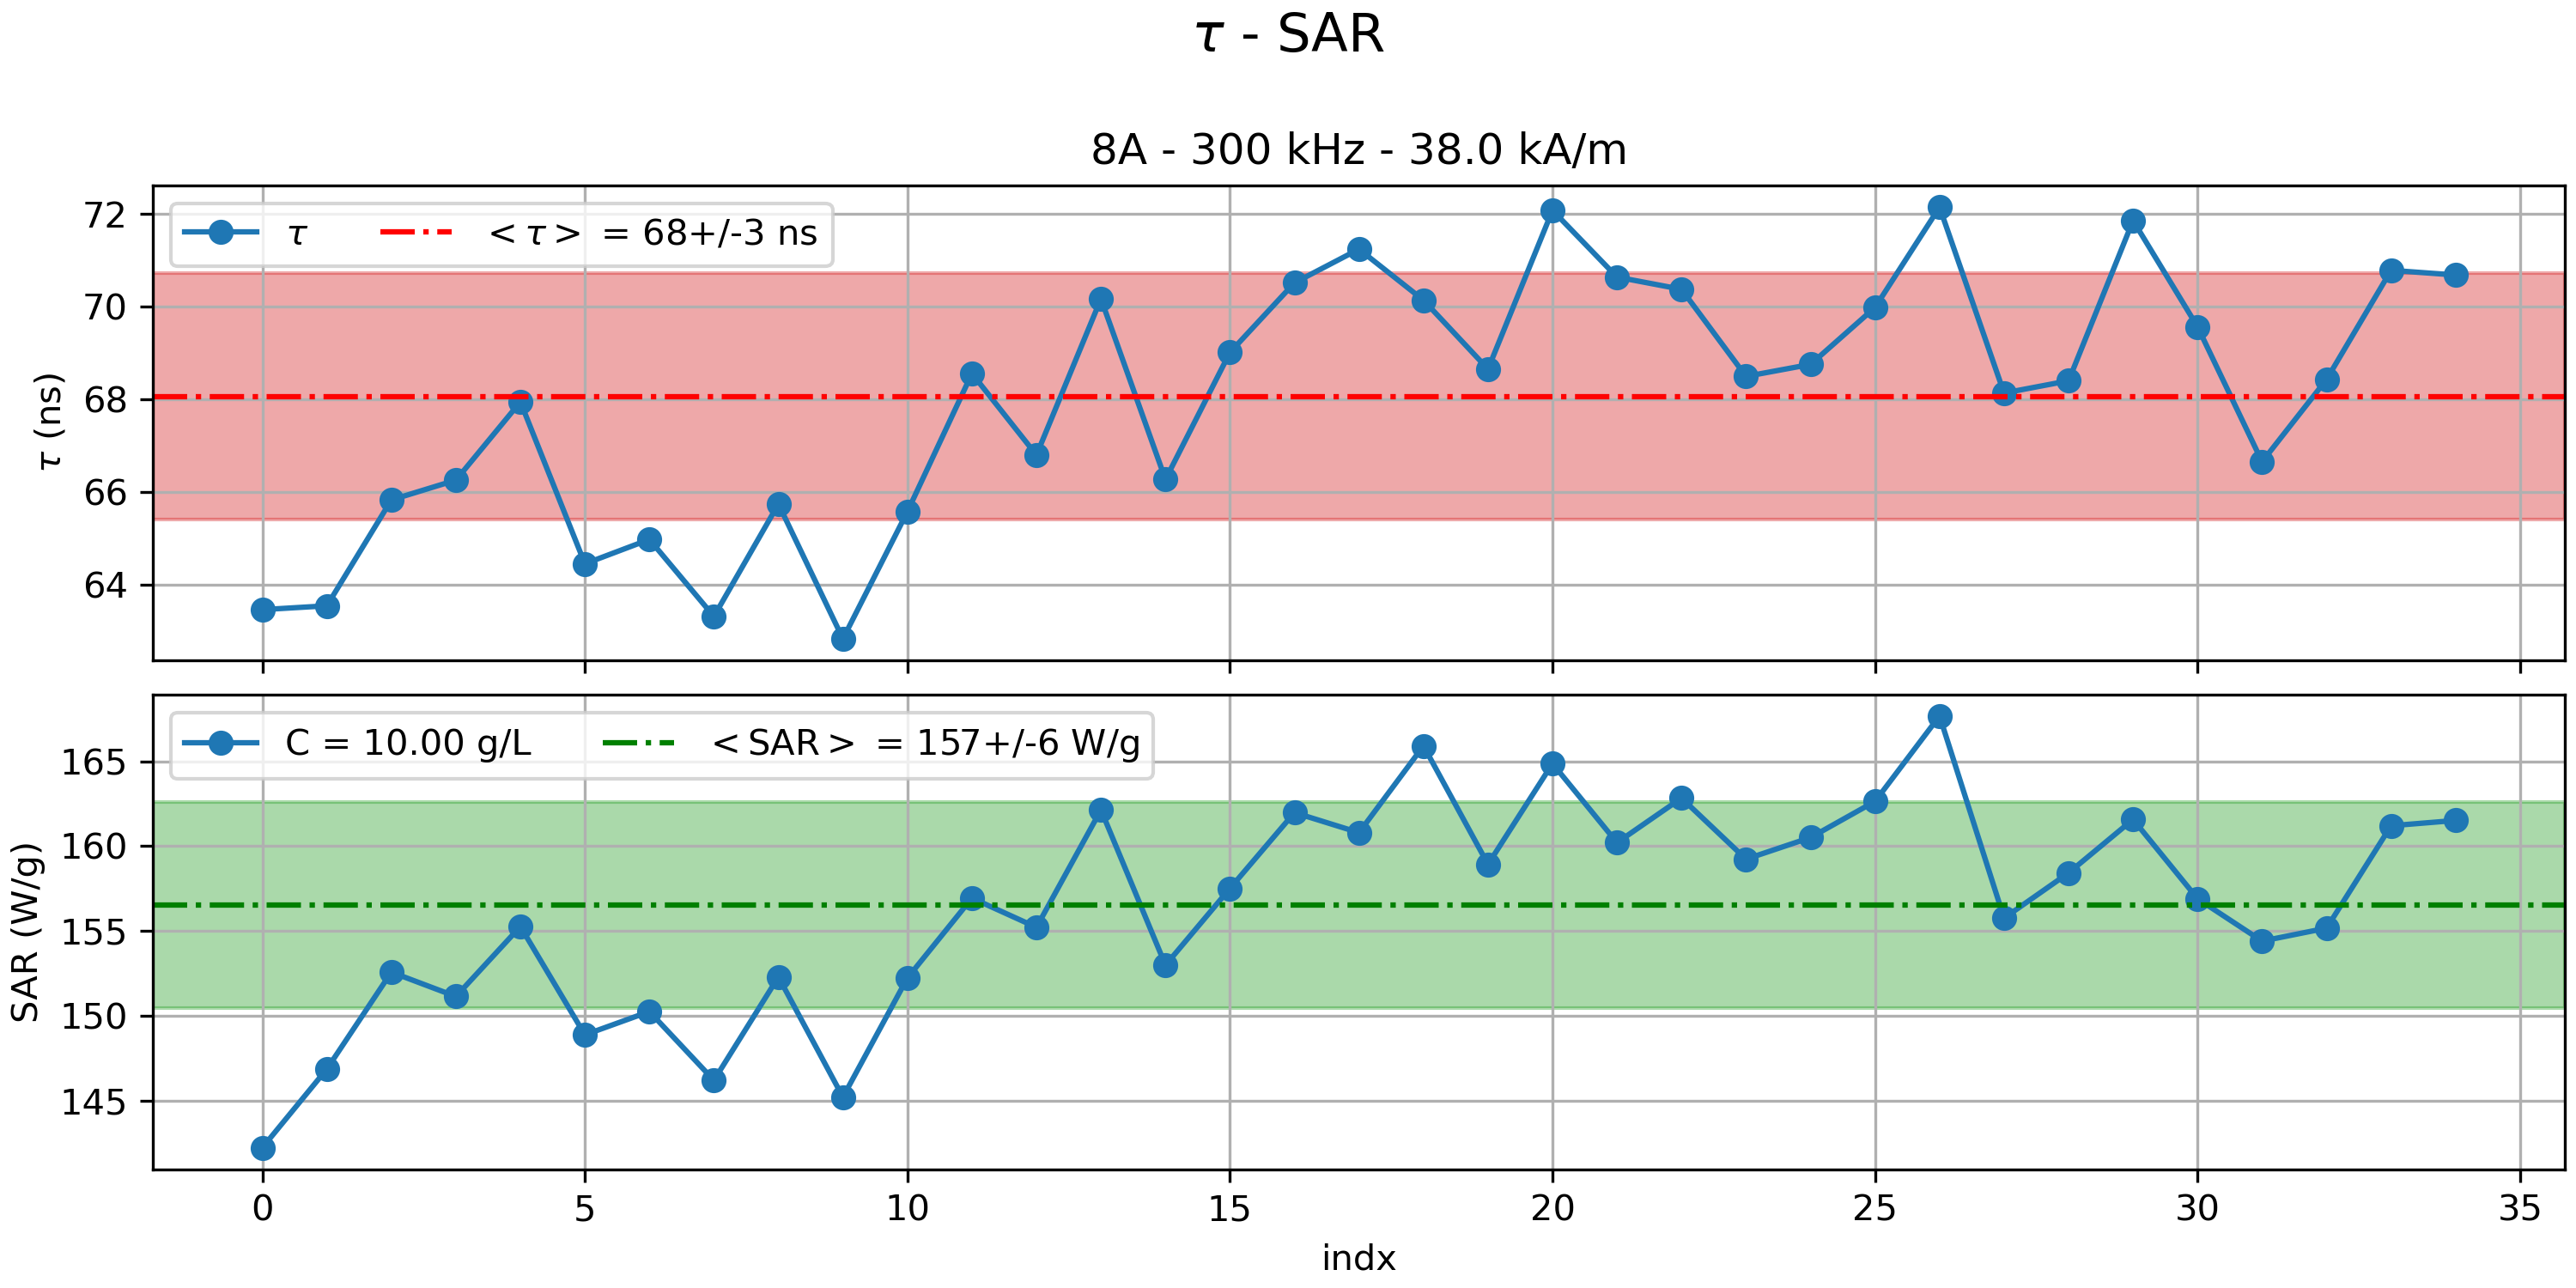 τ - SAR
8A - 300 kHz - 38.0 kA/m
τ <τ> = 68+/-3 ns
72
70
68
66
64
τ (ns)
C = 10.00 g/L <SAR> = 157+/-6 W/g
165
160
155
150
145
SAR (W/g)
0 5 10 15 20 25 30 35
indx